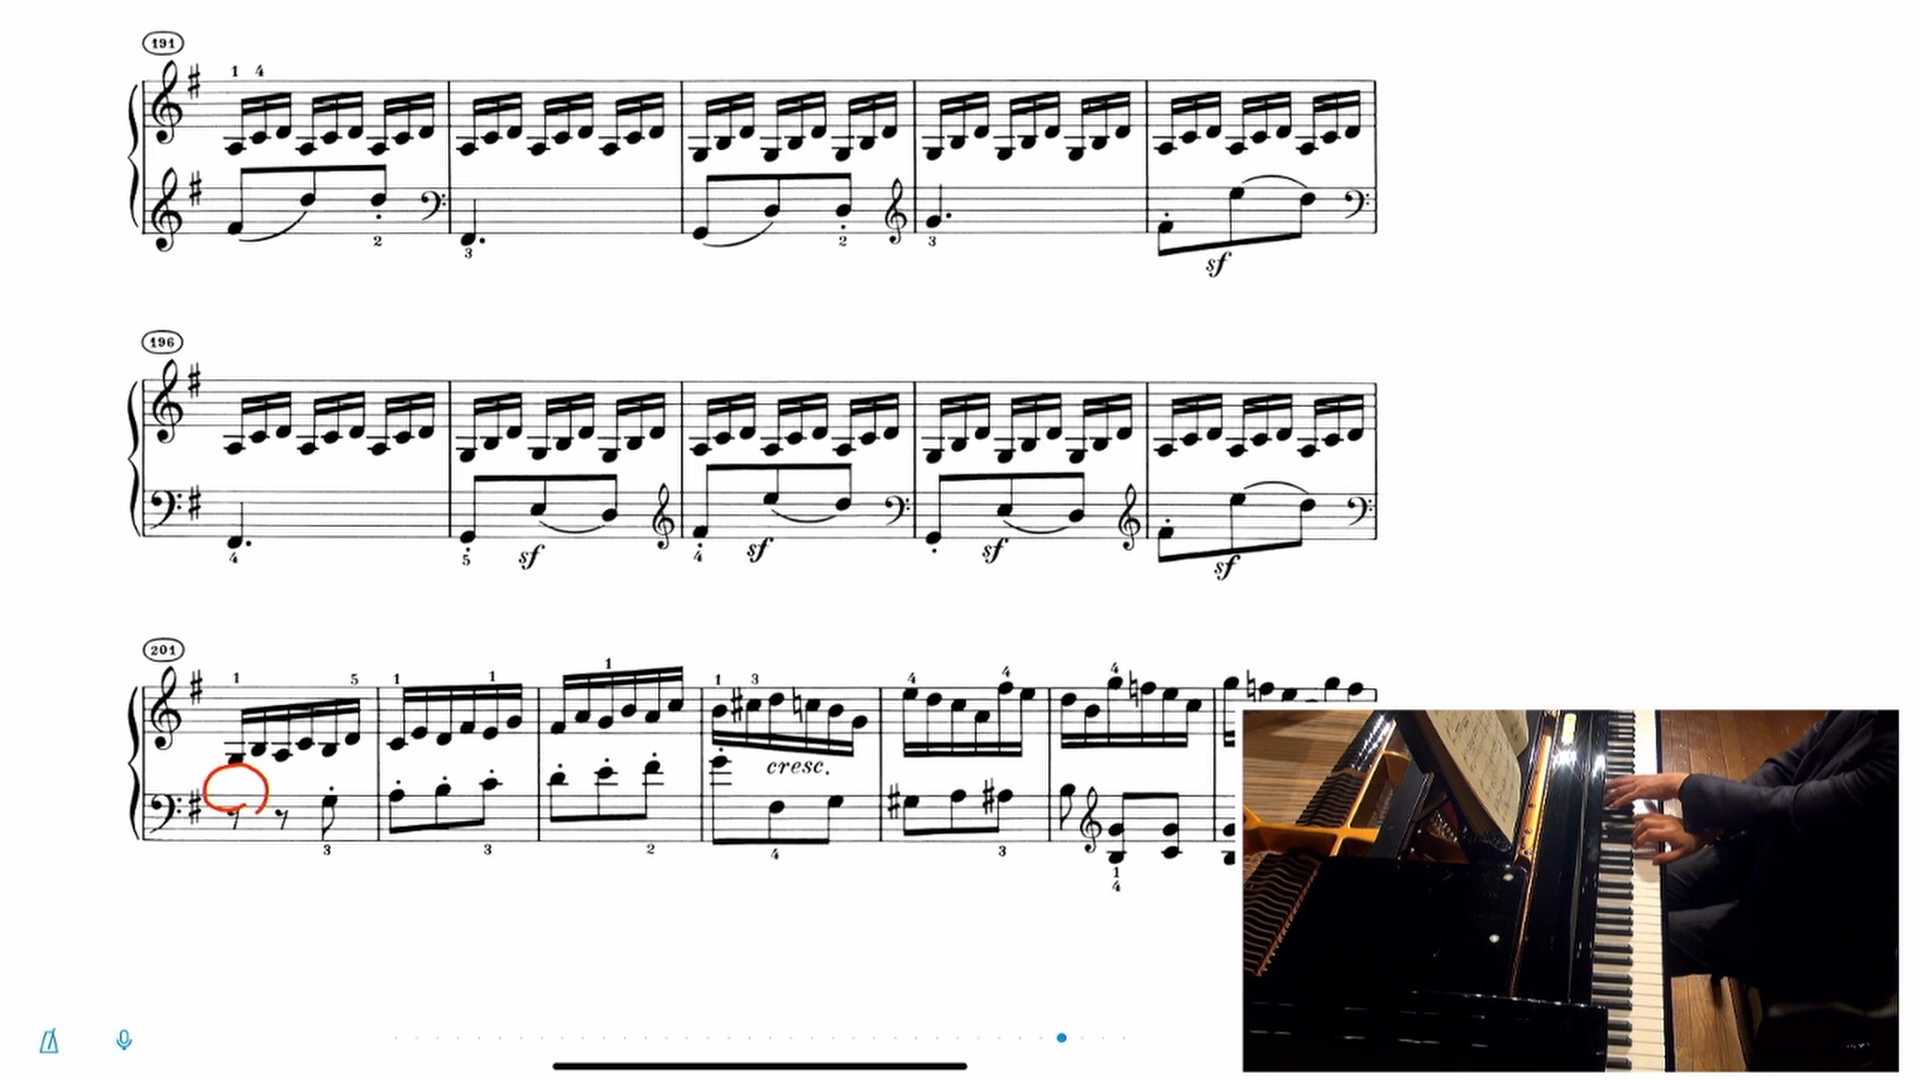 191
1 4
2 3 2 3
sf
196
4 5 sf 4 sf sf sf
201
1 5 1 1 1 1 3 4 4 4
cresc.
3 3 2 4 3 1
4